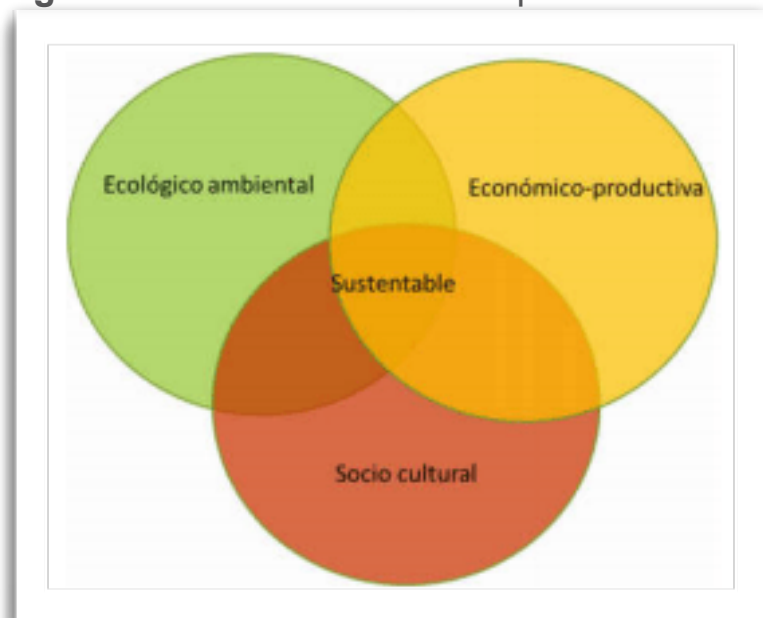 Ecológico ambiental
Económico-productiva
Sustentable
Socio cultural